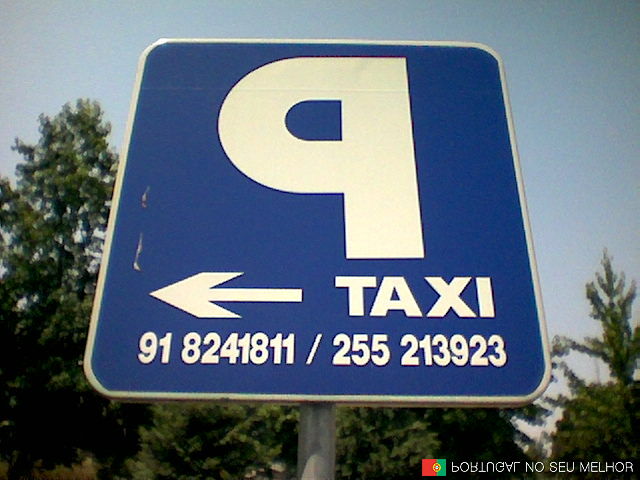 P
TAXI
91 8241811 / 255 213923
PORTUGAL NO SEU MELHOR